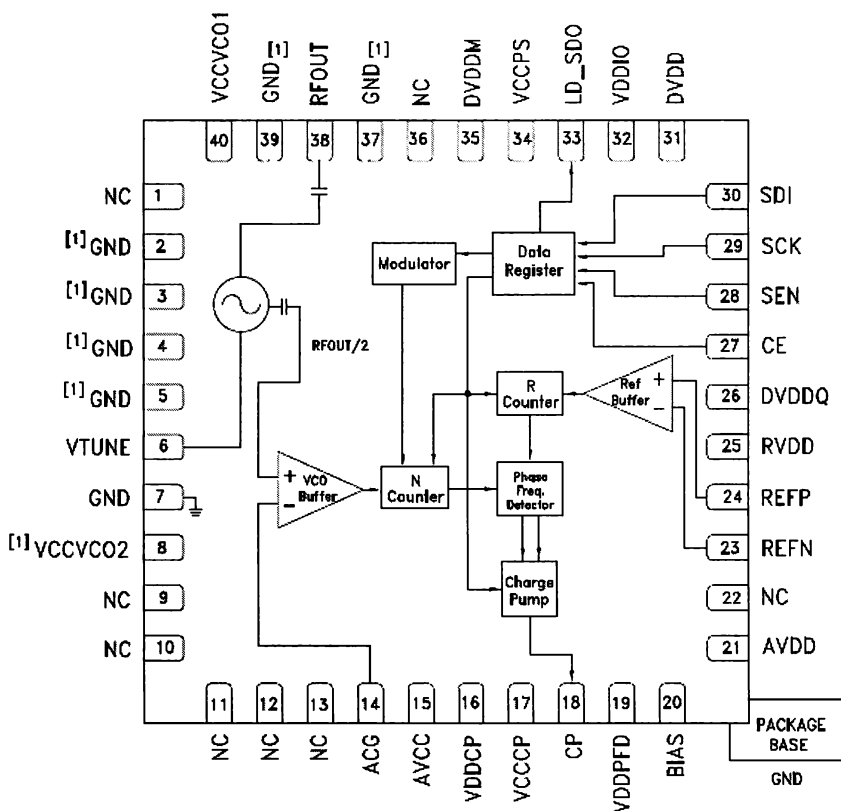 VCCVCO1
GND[1]
RFOUT
GND[1]
NC
DVDDM
VCCPS
LD_SDO
VDDIO
DVDD
40
39
38
37
36
35
34
33
32
31
NC 1
[1]GND 2
[1]GND 3
[1]GND 4
[1]GND 5
VTUNE 6
GND 7
[1]VCCVCO2 8
NC 9
NC 10
30 SDI
29 SCK
28 SEN
27 CE
26 DVDDQ
25 RVDD
24 REFP
23 REFN
22 NC
21 AVDD
Modulator
Data
Register
RFOUT/2
R
Counter
Ref
Buffer
+
−
+
VCO
Buffer
−
N
Counter
Phase
Freq.
Detector
Charge
Pump
11
12
13
14
15
16
17
18
19
20
NC
NC
NC
ACG
AVCC
VDDCP
VCCCP
CP
VDDPFD
BIAS
PACKAGE
BASE
GND